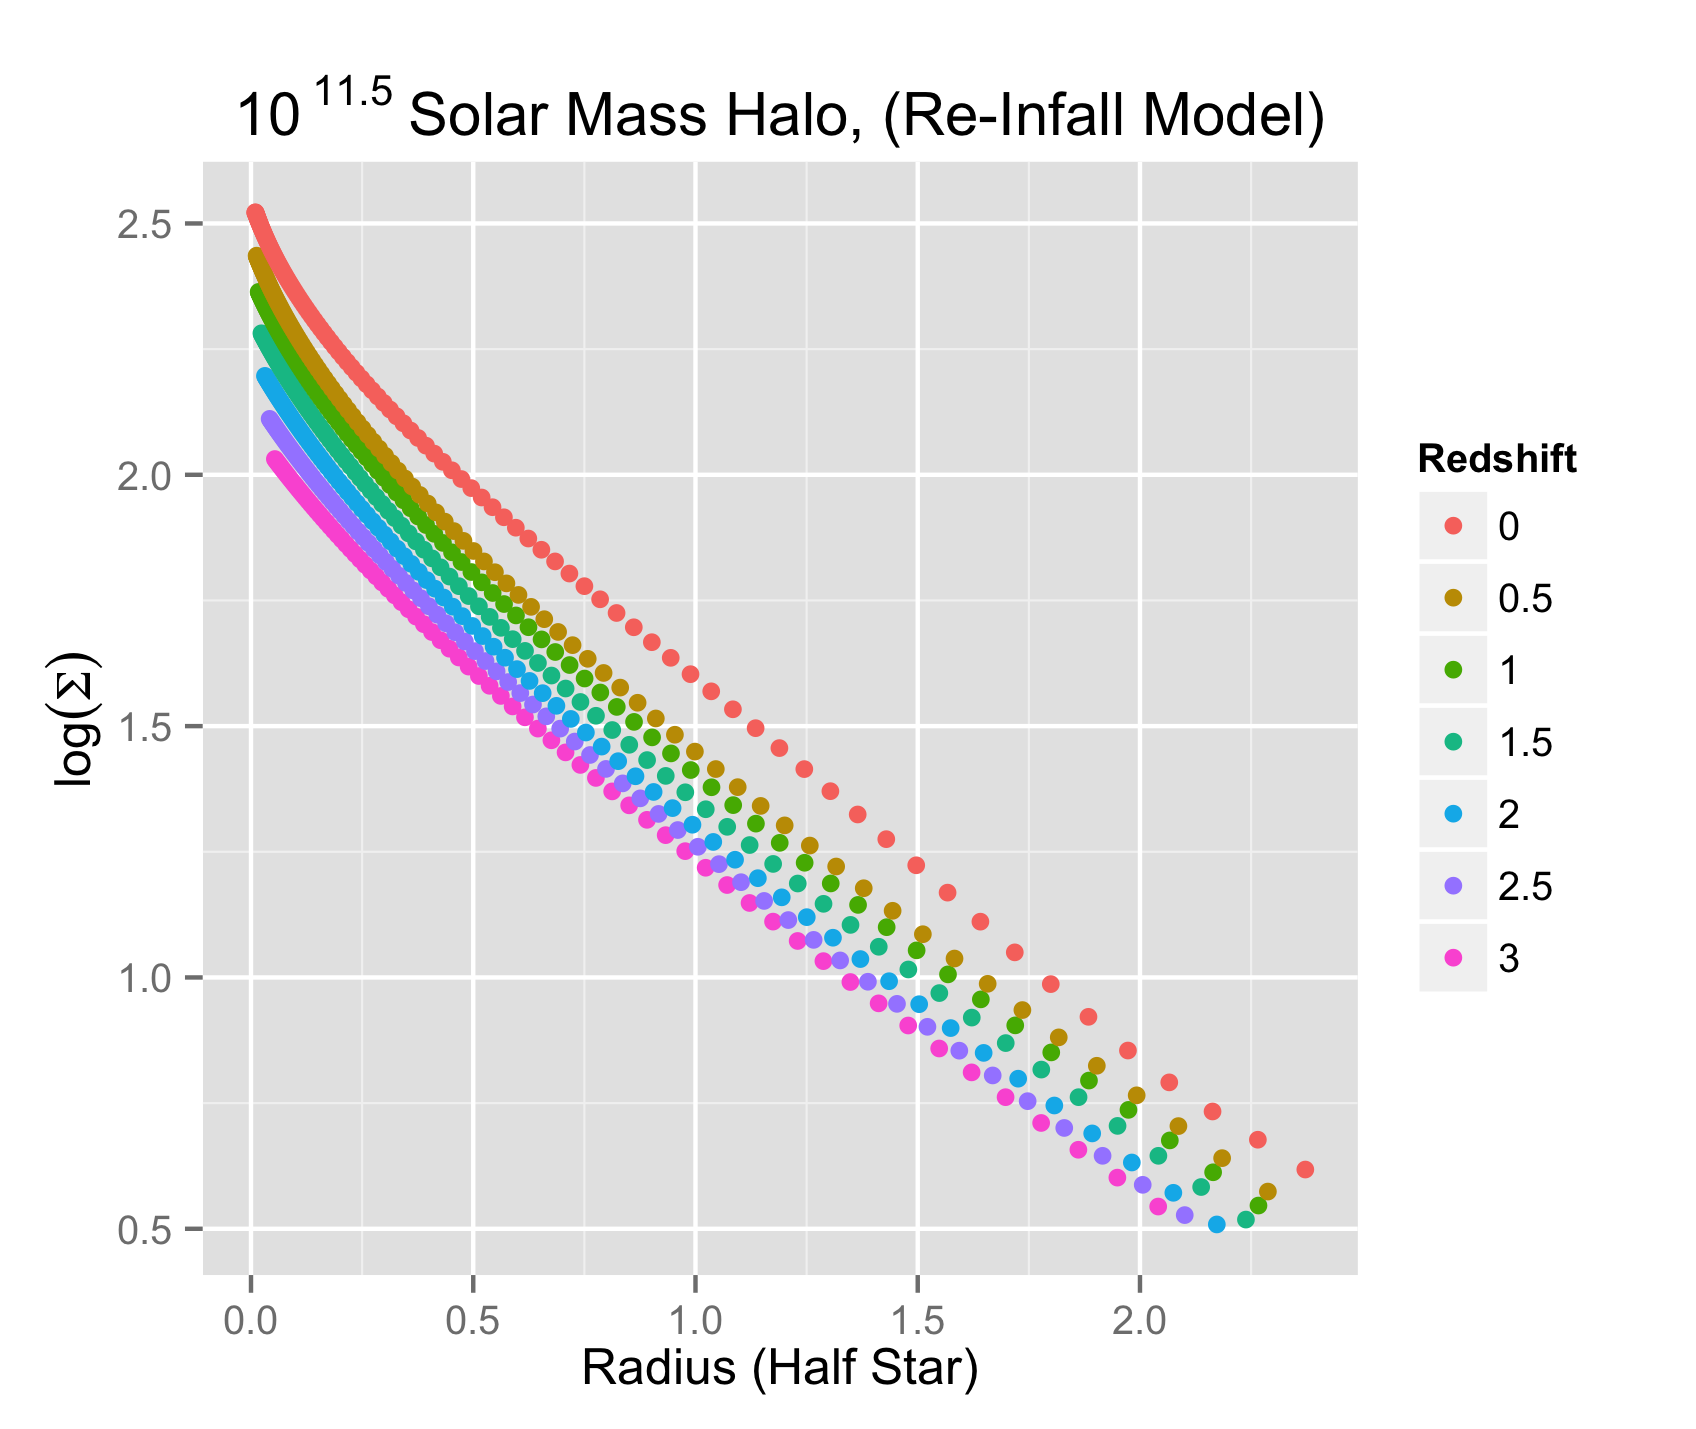 10 11.5 Solar Mass Halo, (Re-Infall Model)
log(Σ)
2.5
2.0
1.5
1.0
0.5
0.0 0.5 1.0 1.5 2.0
Radius (Half Star)
Redshift
0
0.5
1
1.5
2
2.5
3